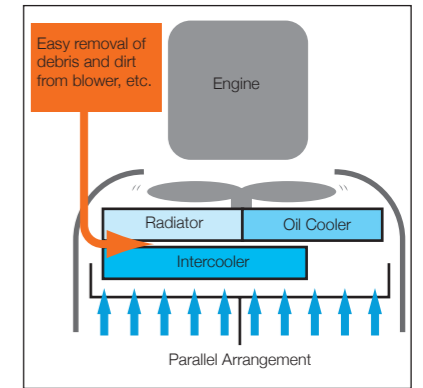 Easy removal of
debris and dirt
from blower, etc.
Engine
Radiator
Oil Cooler
Intercooler
Parallel Arrangement